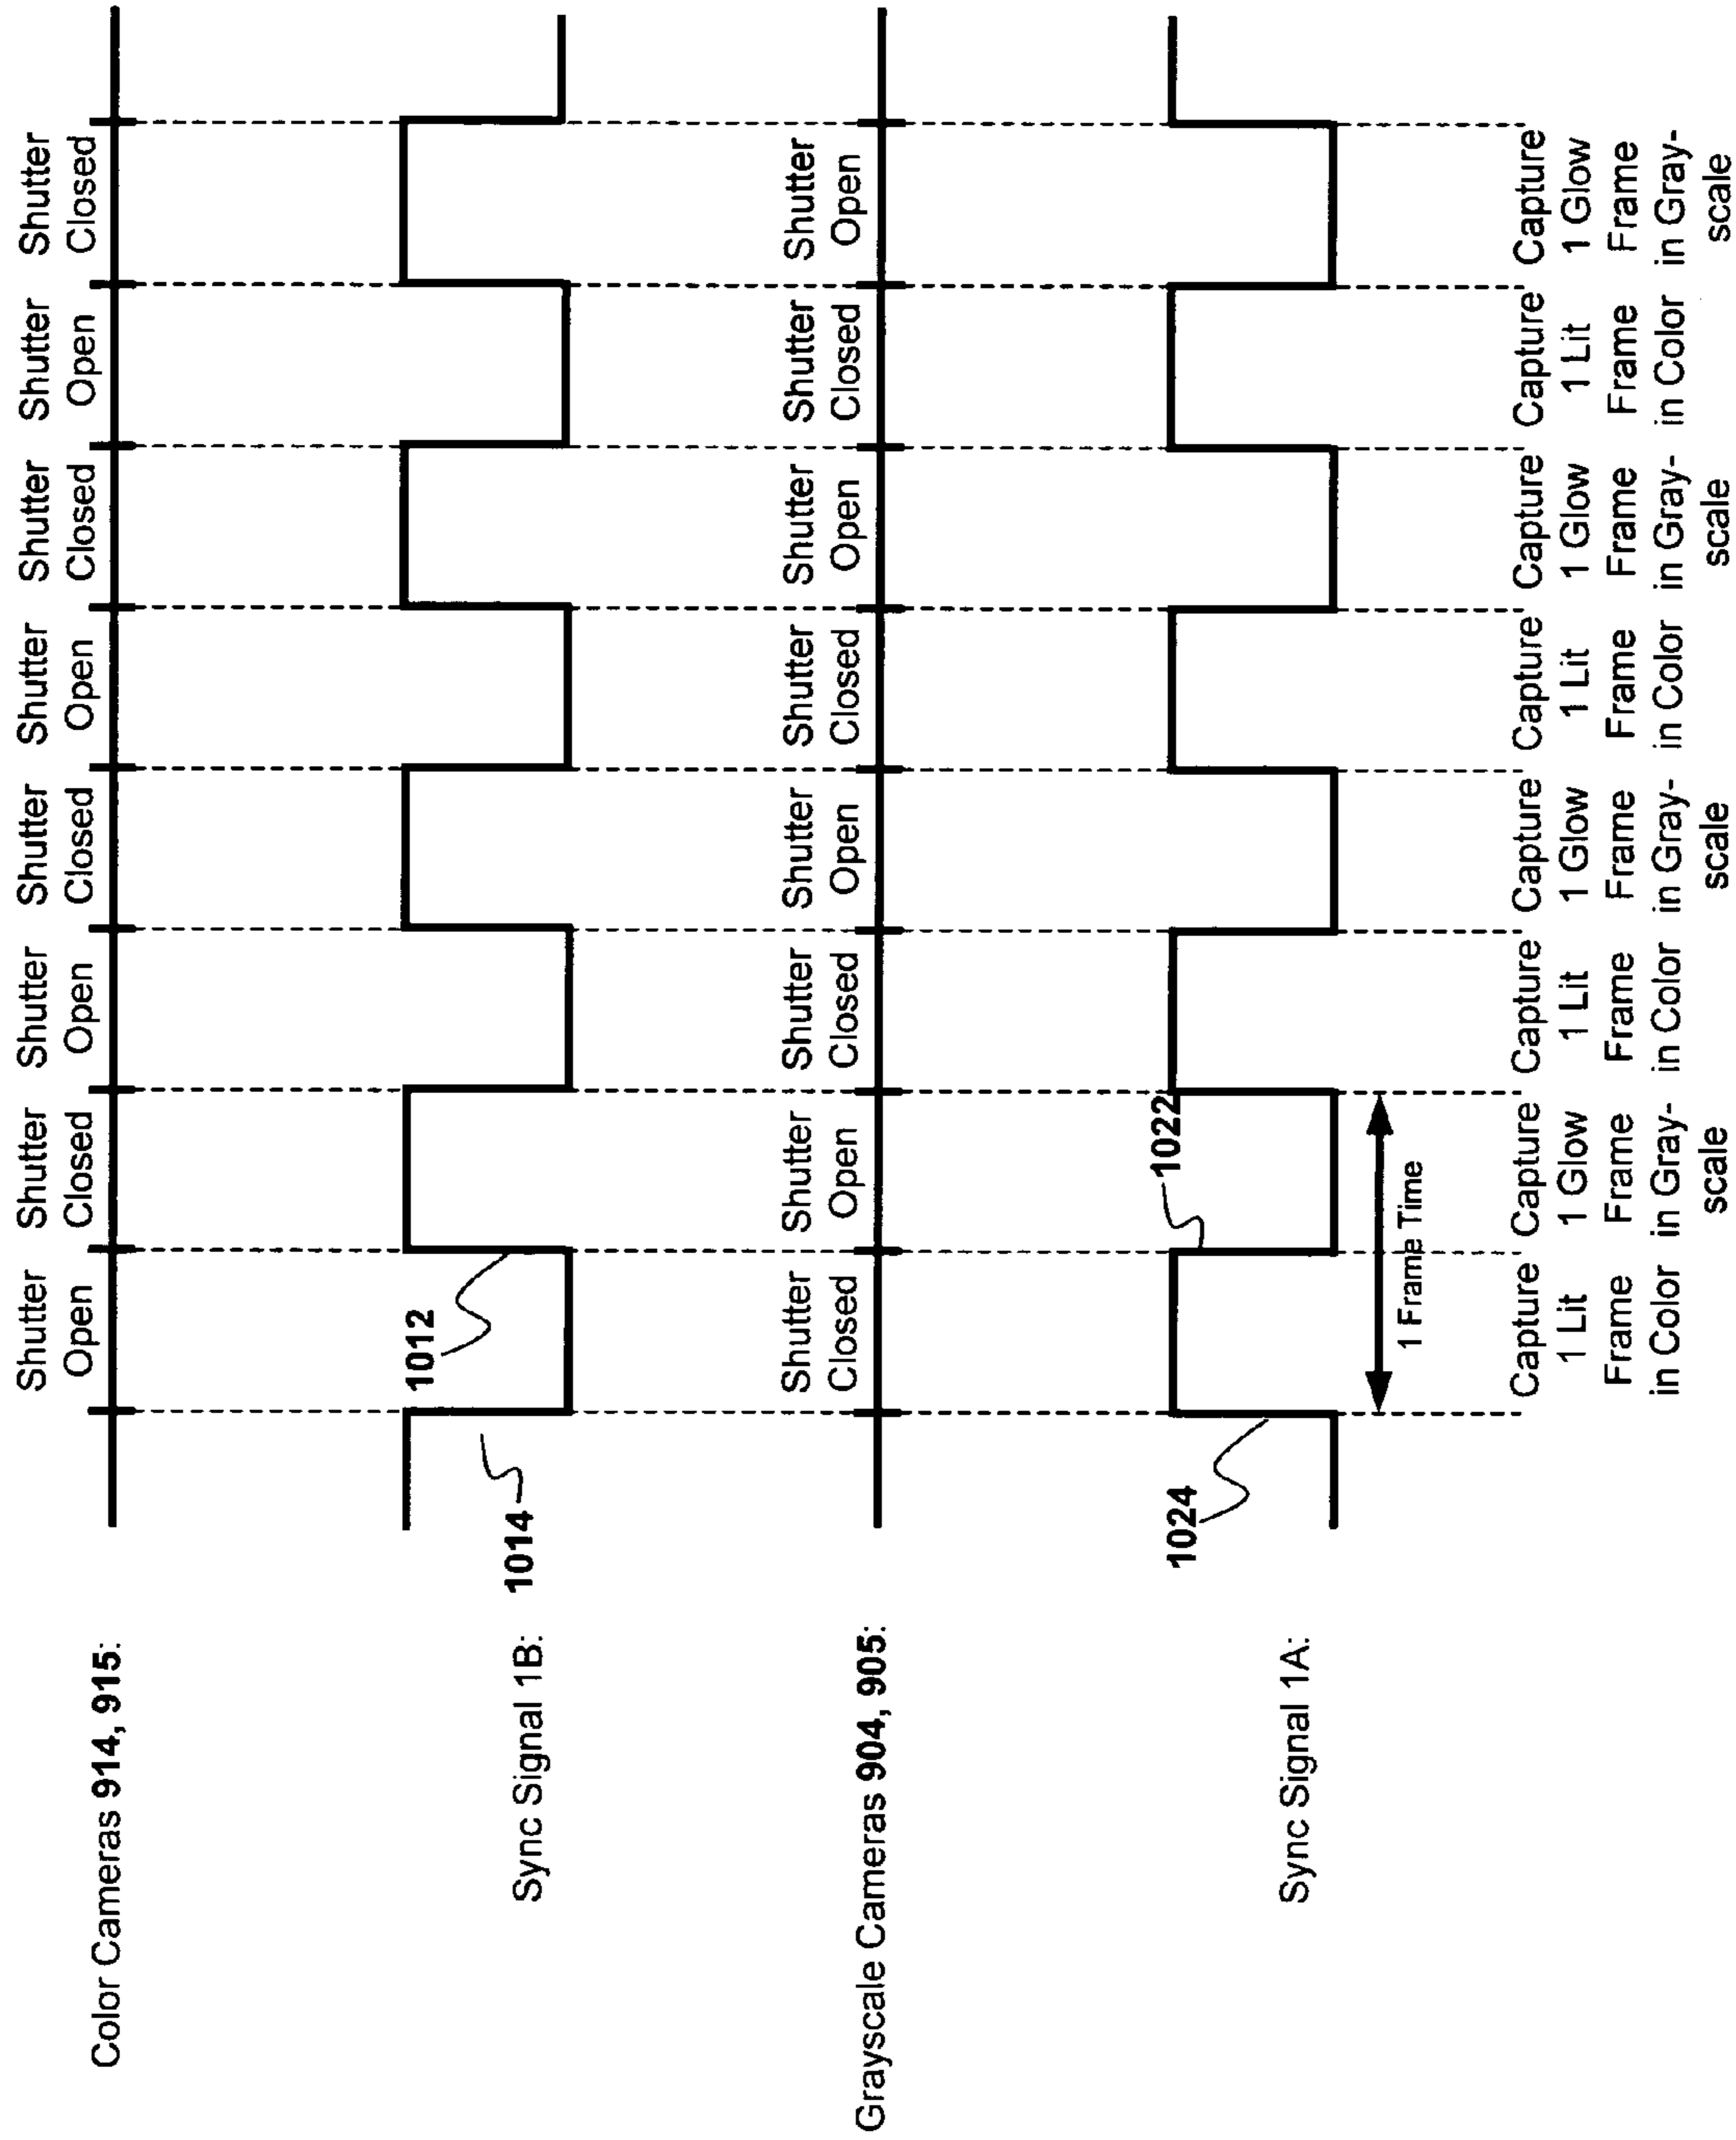 Shutter Shutter Shutter Shutter Shutter Shutter Shutter Shutter
Open Closed Open Closed Open Closed Open Closed
Color Cameras 914, 915:
1012
1014
Sync Signal 1B:
Shutter Shutter Shutter Shutter Shutter Shutter Shutter Shutter
Closed Open Closed Open Closed Open Closed Open
Grayscale Cameras 904, 905:
1022
1024
Sync Signal 1A:
1 Frame Time
Capture Capture Capture Capture Capture Capture Capture Capture
1 Lit 1 Glow 1 Lit 1 Glow 1 Lit 1 Glow 1 Lit 1 Glow
Frame Frame Frame Frame Frame Frame Frame Frame
in Color in Gray- in Color in Gray- in Color in Gray- in Color in Gray-
scale scale scale scale